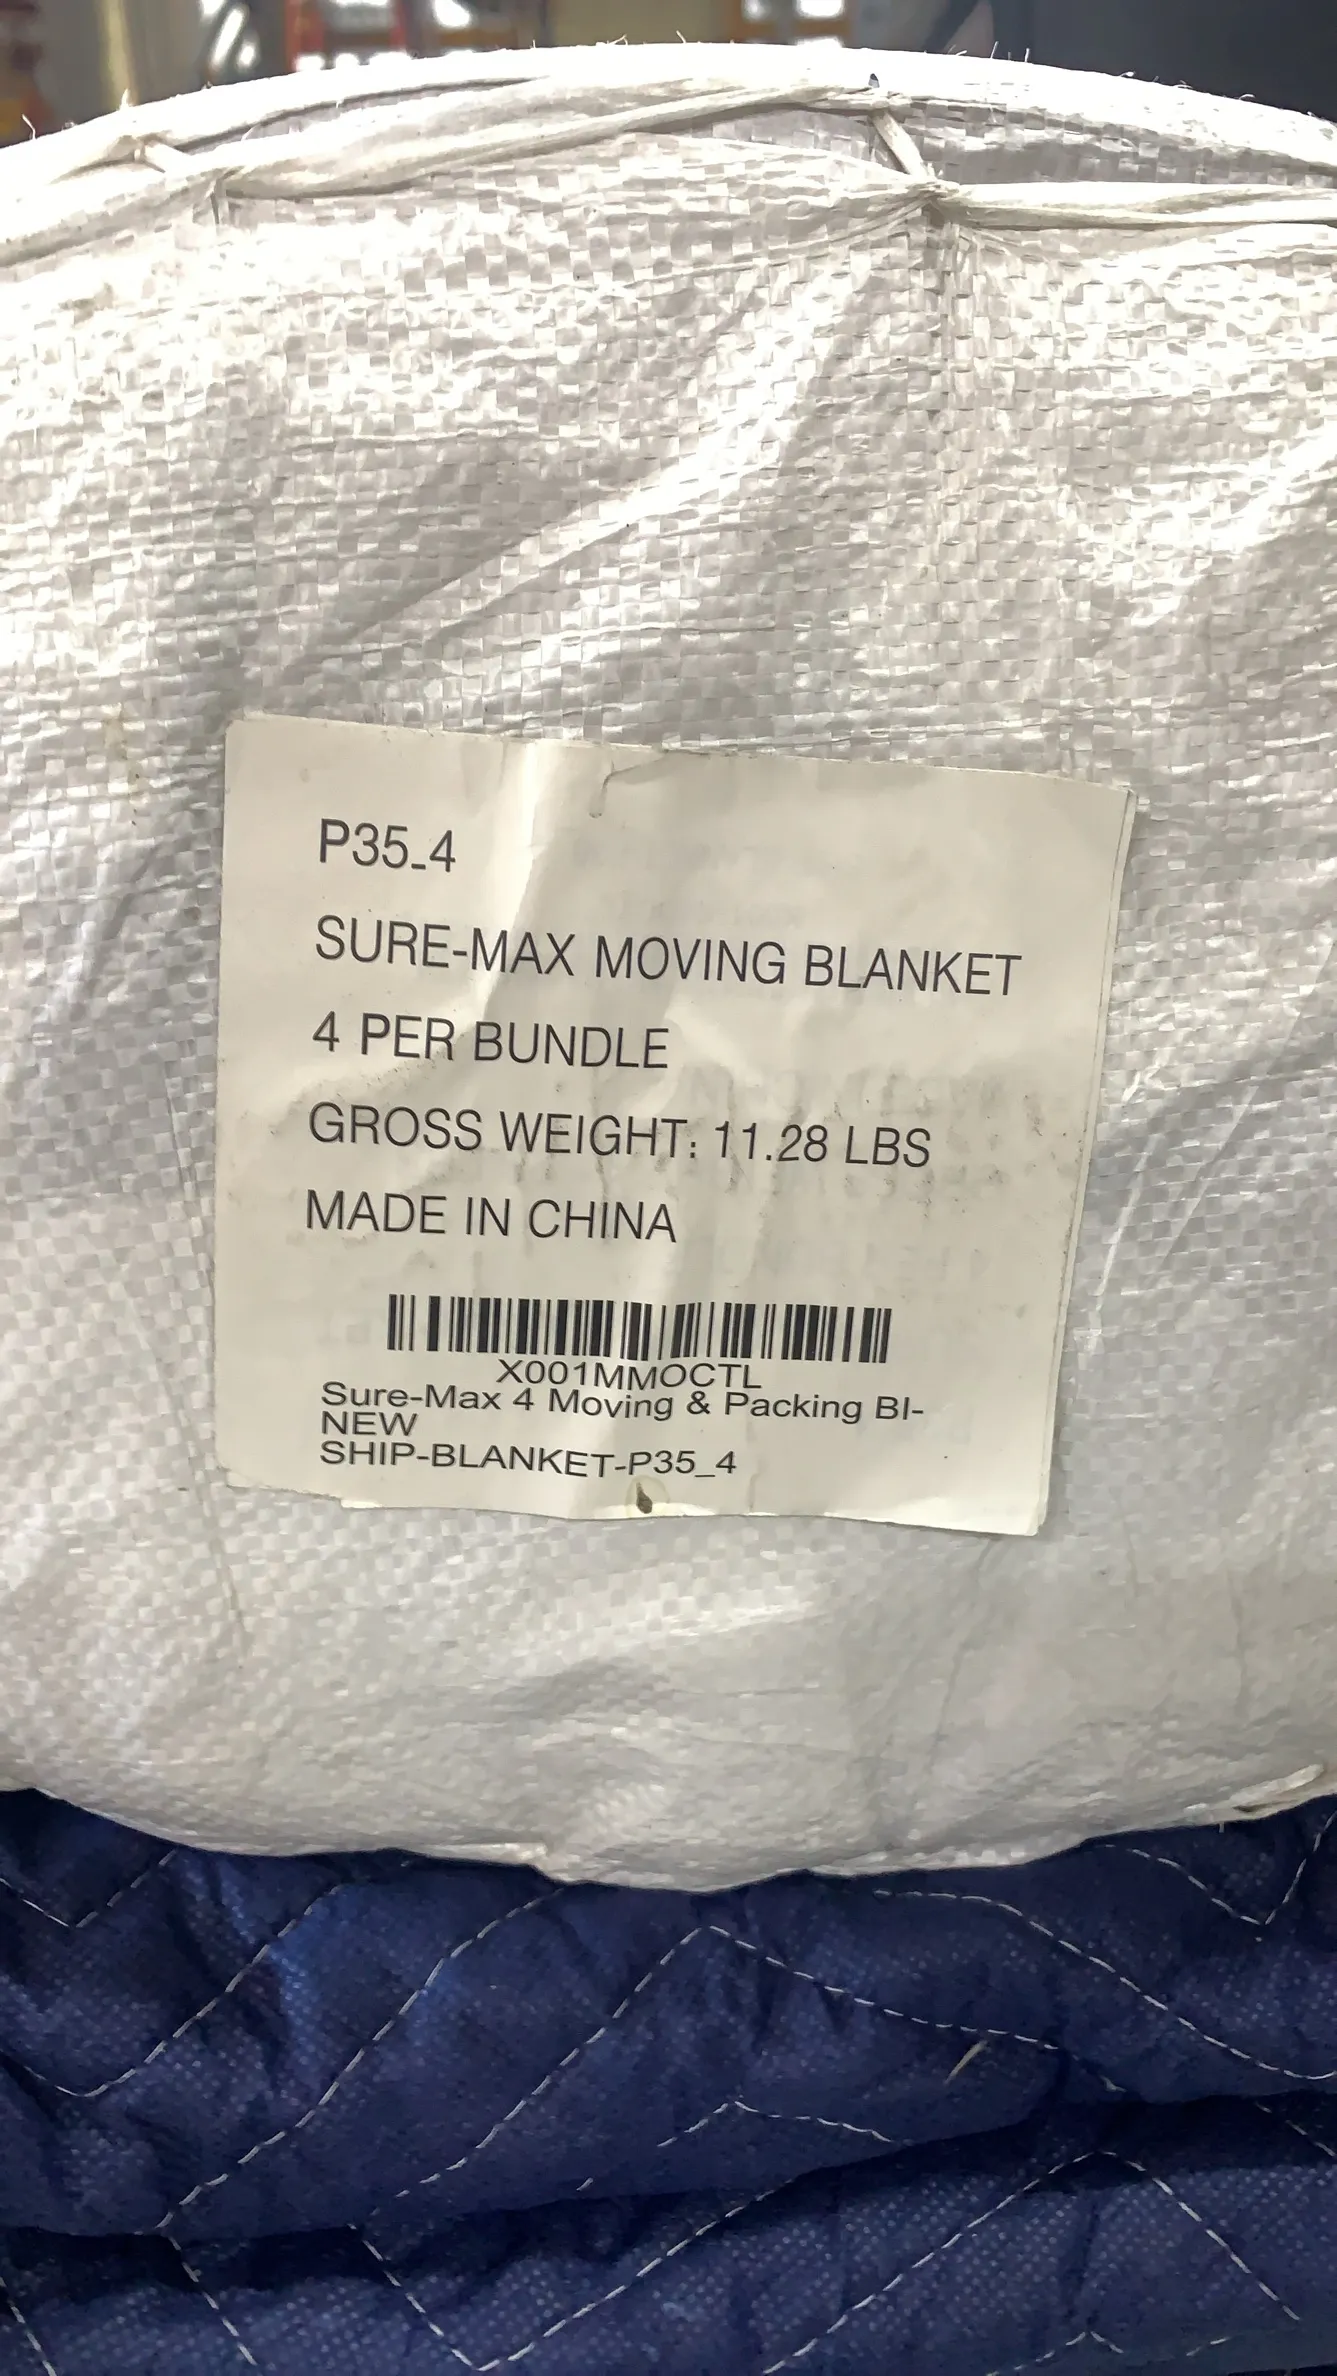 P35_4
SURE-MAX MOVING BLANKET
4 PER BUNDLE
GROSS WEIGHT: 11.28 LBS
MADE IN CHINA
X001MMOCTL
Sure-Max 4 Moving & Packing Bl-
NEW
SHIP-BLANKET-P35_4